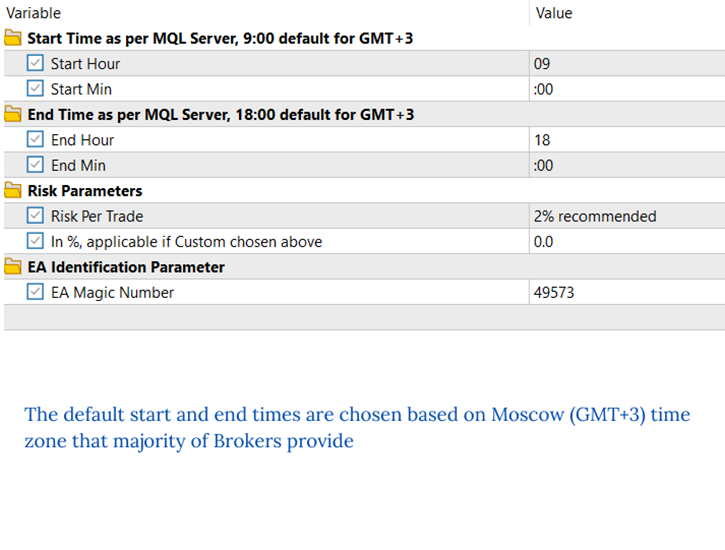 Variable Value
Start Time as per MQL Server, 9:00 default for GMT+3
Start Hour 09
Start Min :00
End Time as per MQL Server, 18:00 default for GMT+3
End Hour 18
End Min :00
Risk Parameters
Risk Per Trade 2% recommended
In %, applicable if Custom chosen above 0.0
EA Identification Parameter
EA Magic Number 49573
The default start and end times are chosen based on Moscow (GMT+3) time
zone that majority of Brokers provide